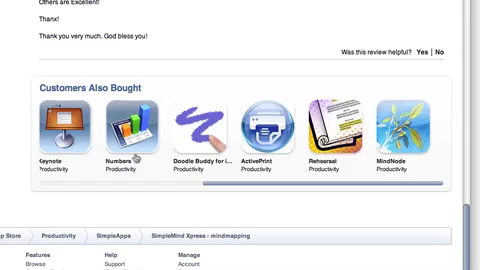 Others are Excellent!
Thanx!
Thank you very much. God bless you!
Was this review helpful? Yes | No
Customers Also Bought
Keynote Numbers Doodle Buddy for i... ActivePrint Rehearsal MindNode
Productivity Productivity Productivity Productivity Productivity Productivity
p Store Productivity SimpleApps SimpleMind Xpress - mindmapping
Features Help Manage
Browse Support Account